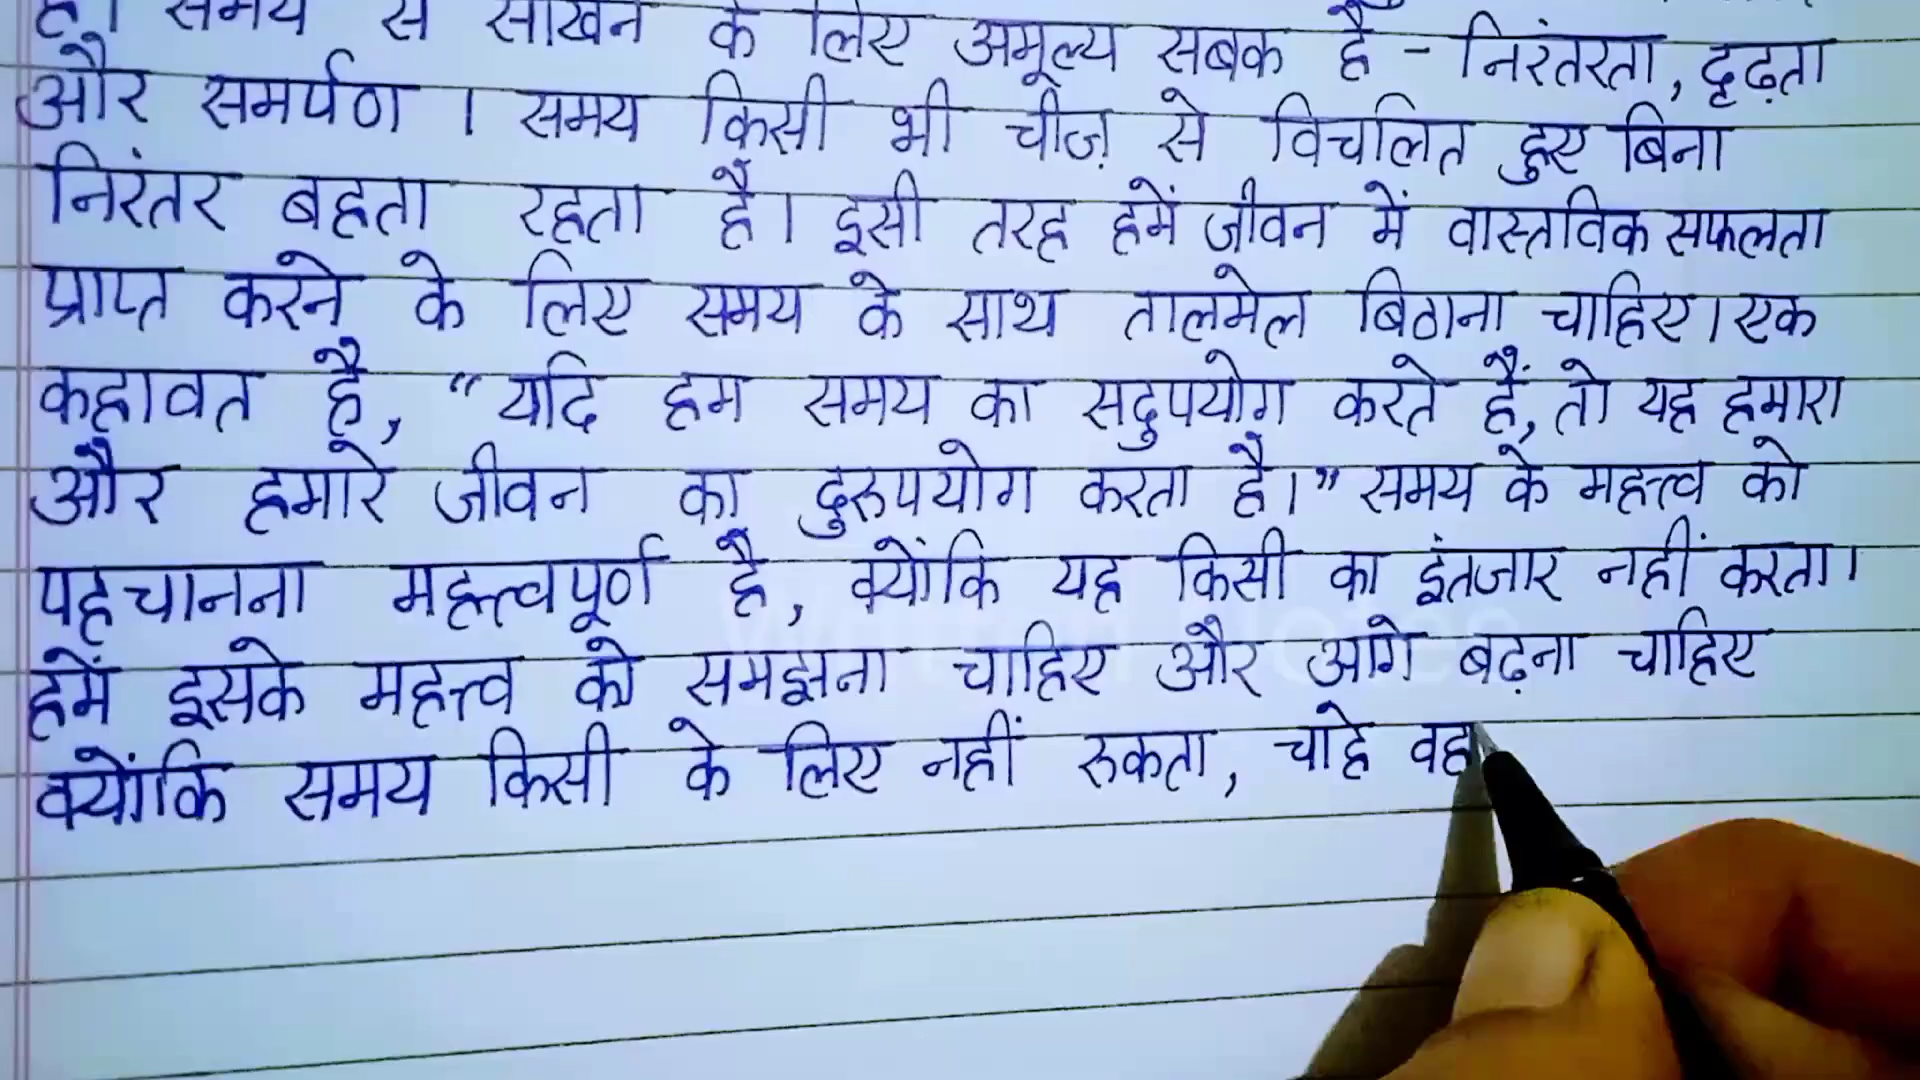 है। समय से सीखने के लिए अमूल्य सबक है - निरंतरता, दृढ़ता
और समर्पण । समय किसी भी चीज़ से विचलित हुए बिना
निरंतर बहता रहता है। इसी तरह हमें जीवन में वास्तविक सफलता
प्राप्त करने के लिए समय के साथ तालमेल बिठाना चाहिए। एक
कहावत है, “यदि हम समय का सदुपयोग करते हैं, तो यह हमारा
और हमारे जीवन का दुरुपयोग करता है।” समय के महत्त्व को
पहचानना महत्त्वपूर्ण है, क्योंकि यह किसी का इंतजार नहीं करता।
हमें इसके महत्त्व को समझना चाहिए और आगे बढ़ना चाहिए
क्योंकि समय किसी के लिए नहीं रुकता, चाहे वह